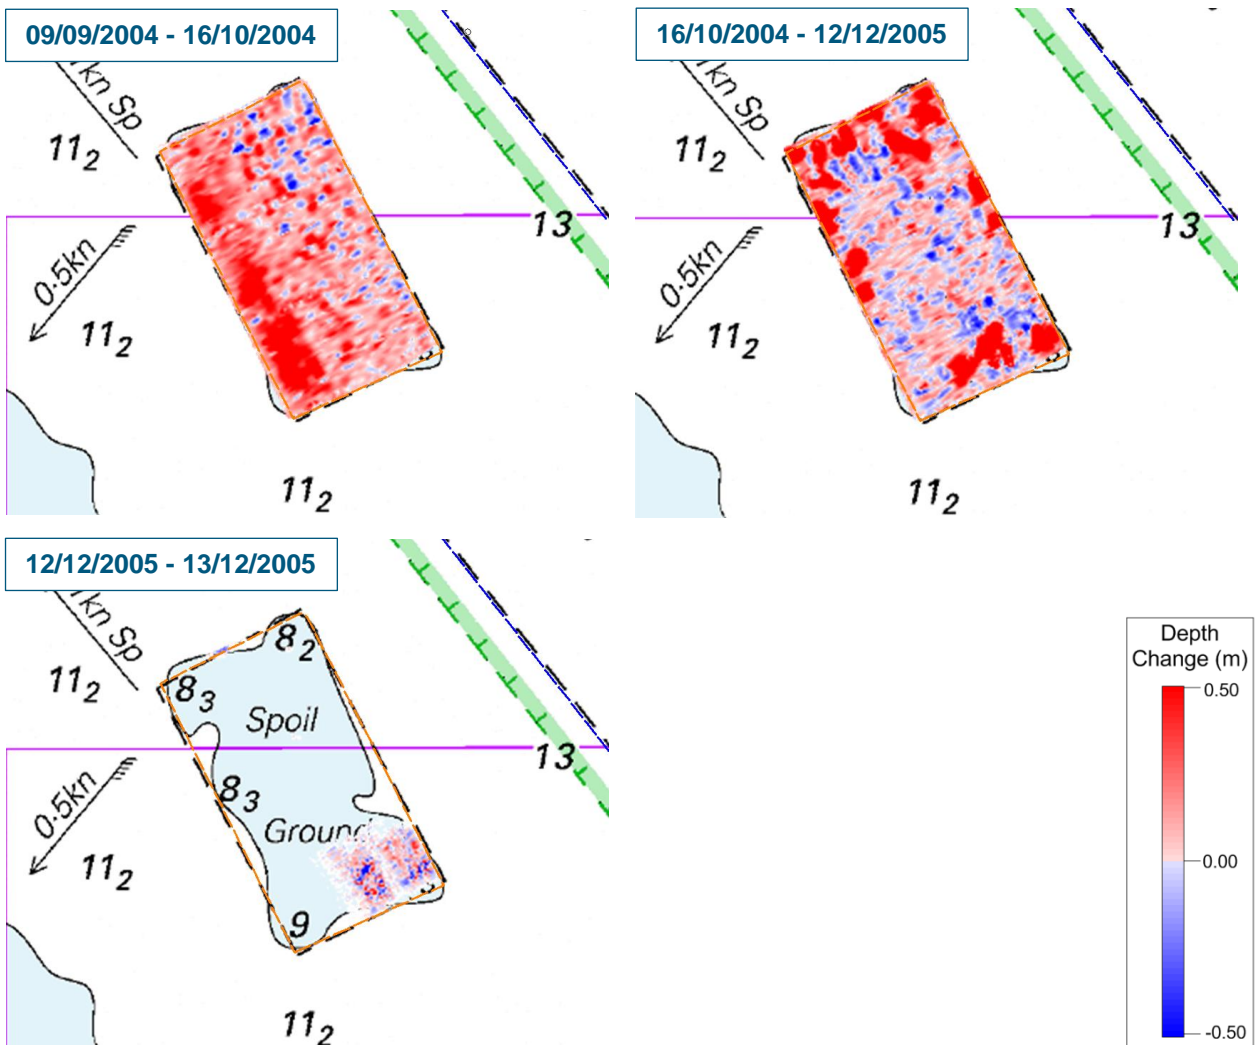 09/09/2004 - 16/10/2004
kn Sp
11₂
13
0.5kn
11₂
11₂
16/10/2004 - 12/12/2005
kn Sp
11₂
13
0.5kn
11₂
11₂
12/12/2005 - 13/12/2005
kn Sp
8₂
11₂
8₃
Spoil
13
0.5kn
8₃
Ground
11₂
9
11₂
Depth
Change (m)
0.50
0.00
-0.50